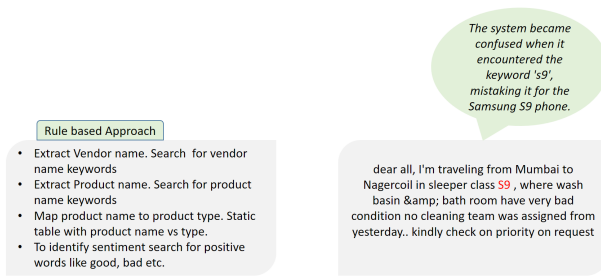 The system became
confused when it
encountered the
keyword 's9',
mistaking it for the
Samsung S9 phone.
Rule based Approach
• Extract Vendor name. Search for vendor
name keywords
• Extract Product name. Search for product
name keywords
• Map product name to product type. Static
table with product name vs type.
• To identify sentiment search for positive
words like good, bad etc.
dear all, I'm traveling from Mumbai to
Nagercoil in sleeper class S9 , where wash
basin &amp; bath room have very bad
condition no cleaning team was assigned from
yesterday.. kindly check on priority on request